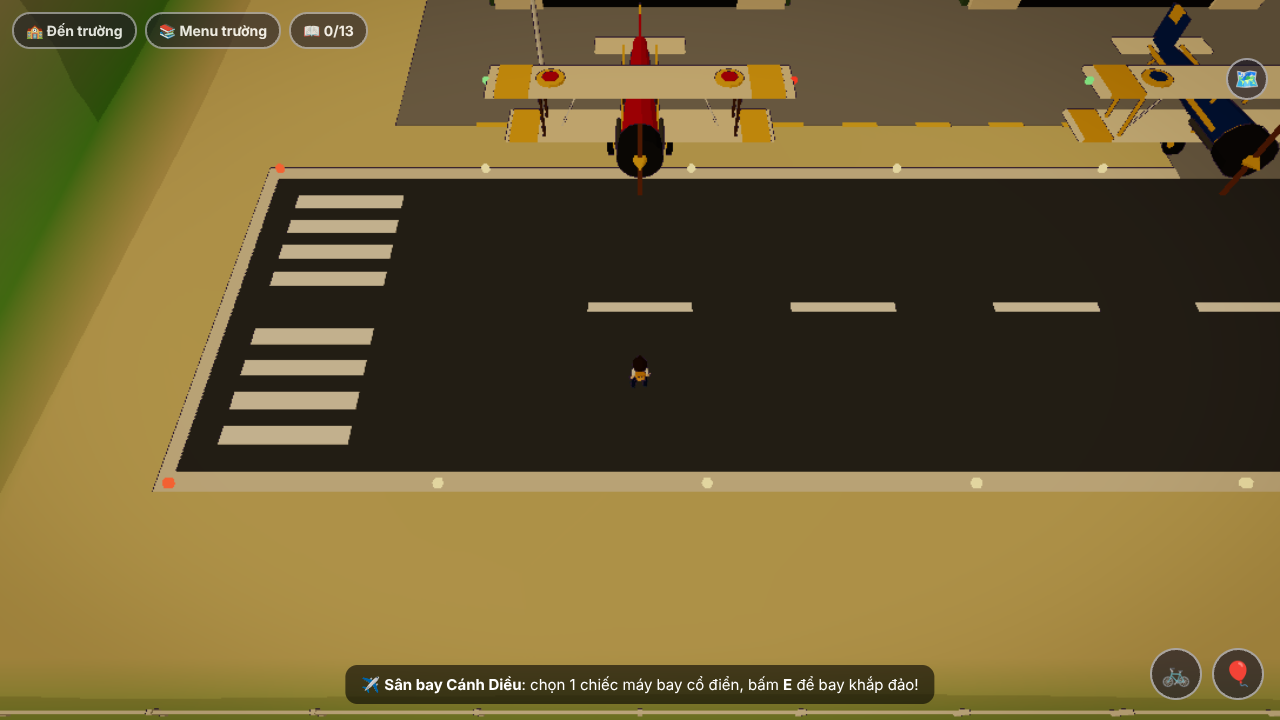 🏫 Đến trường
📚 Menu trường
📖 0/13
✈️ Sân bay Cánh Diều: chọn 1 chiếc máy bay cổ điển, bấm E để bay khắp đảo!